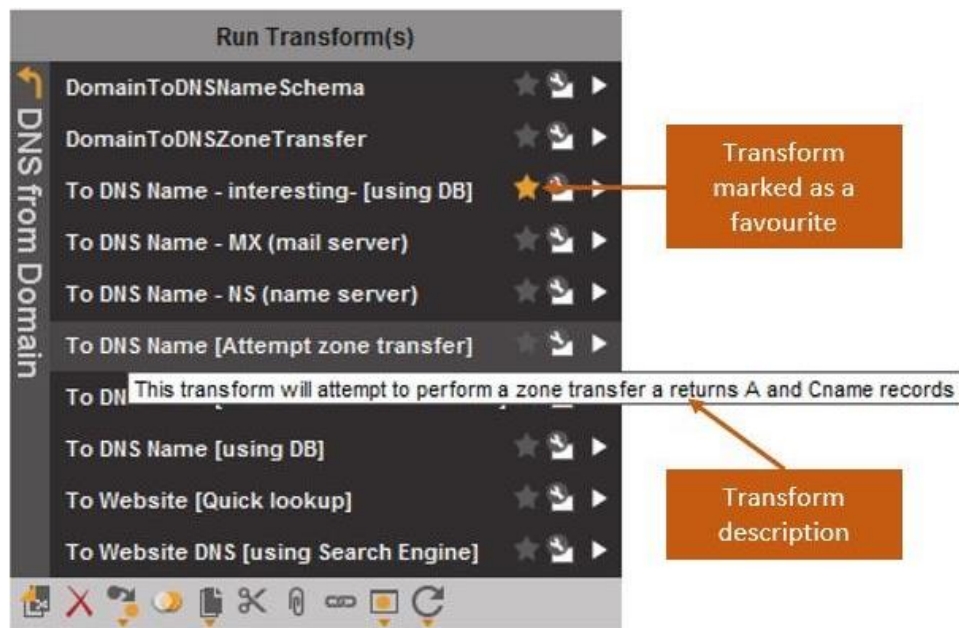 Run Transform(s)
DNS from Domain
DomainToDNSNameSchema
DomainToDNSZoneTransfer
To DNS Name - interesting- [using DB]
To DNS Name - MX (mail server)
To DNS Name - NS (name server)
To DNS Name [Attempt zone transfer]
To DN
This transform will attempt to perform a zone transfer a returns A and Cname records
To DNS Name [using DB]
To Website [Quick lookup]
To Website DNS [using Search Engine]
Transform
marked as a
favourite
Transform
description